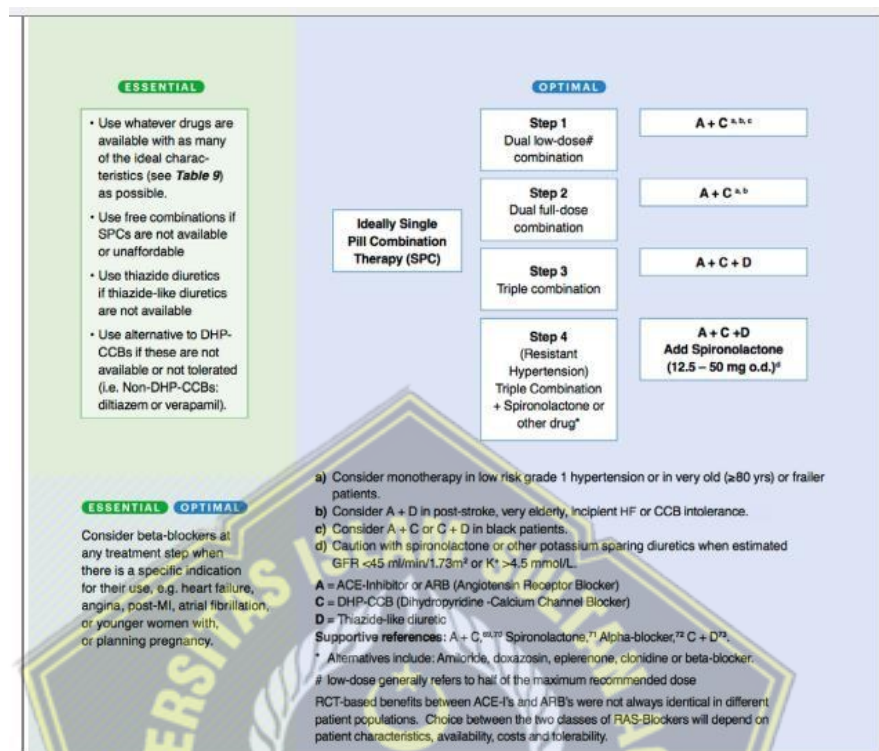 ESSENTIAL
• Use whatever drugs are
available with as many
of the ideal charac-
teristics (see Table 9)
as possible.
• Use free combinations if
SPCs are not available
or unaffordable
• Use thiazide diuretics
if thiazide-like diuretics
are not available
• Use alternative to DHP-
CCBs if these are not
available or not tolerated
(i.e. Non-DHP-CCBs:
diltiazem or verapamil).
OPTIMAL
Ideally Single
Pill Combination
Therapy (SPC)
Step 1
Dual low-dose#
combination
A + C a, b, c
Step 2
Dual full-dose
combination
A + C a, b
Step 3
Triple combination
A + C + D
Step 4
(Resistant
Hypertension)
Triple Combination
+ Spironolactone or
other drug*
A + C +D
Add Spironolactone
(12.5 – 50 mg o.d.)d
ESSENTIAL OPTIMAL
Consider beta-blockers at
any treatment step when
there is a specific indication
for their use, e.g. heart failure,
angina, post-MI, atrial fibrillation,
or younger women with,
or planning pregnancy.
a) Consider monotherapy in low risk grade 1 hypertension or in very old (≥80 yrs) or frailer
patients.
b) Consider A + D in post-stroke, very elderly, incipient HF or CCB intolerance.
c) Consider A + C or C + D in black patients.
d) Caution with spironolactone or other potassium sparing diuretics when estimated
GFR <45 ml/min/1.73m² or K⁺ >4.5 mmol/L.
A = ACE-Inhibitor or ARB (Angiotensin Receptor Blocker)
C = DHP-CCB (Dihydropyridine -Calcium Channel Blocker)
D = Thiazide-like diuretic
Supportive references: A + C,69,70 Spironolactone,71 Alpha-blocker,72 C + D73.
* Alternatives include: Amiloride, doxazosin, eplerenone, clonidine or beta-blocker.
# low-dose generally refers to half of the maximum recommended dose
RCT-based benefits between ACE-I's and ARB's were not always identical in different
patient populations. Choice between the two classes of RAS-Blockers will depend on
patient characteristics, availability, costs and tolerability.
ISLAM SULTAN